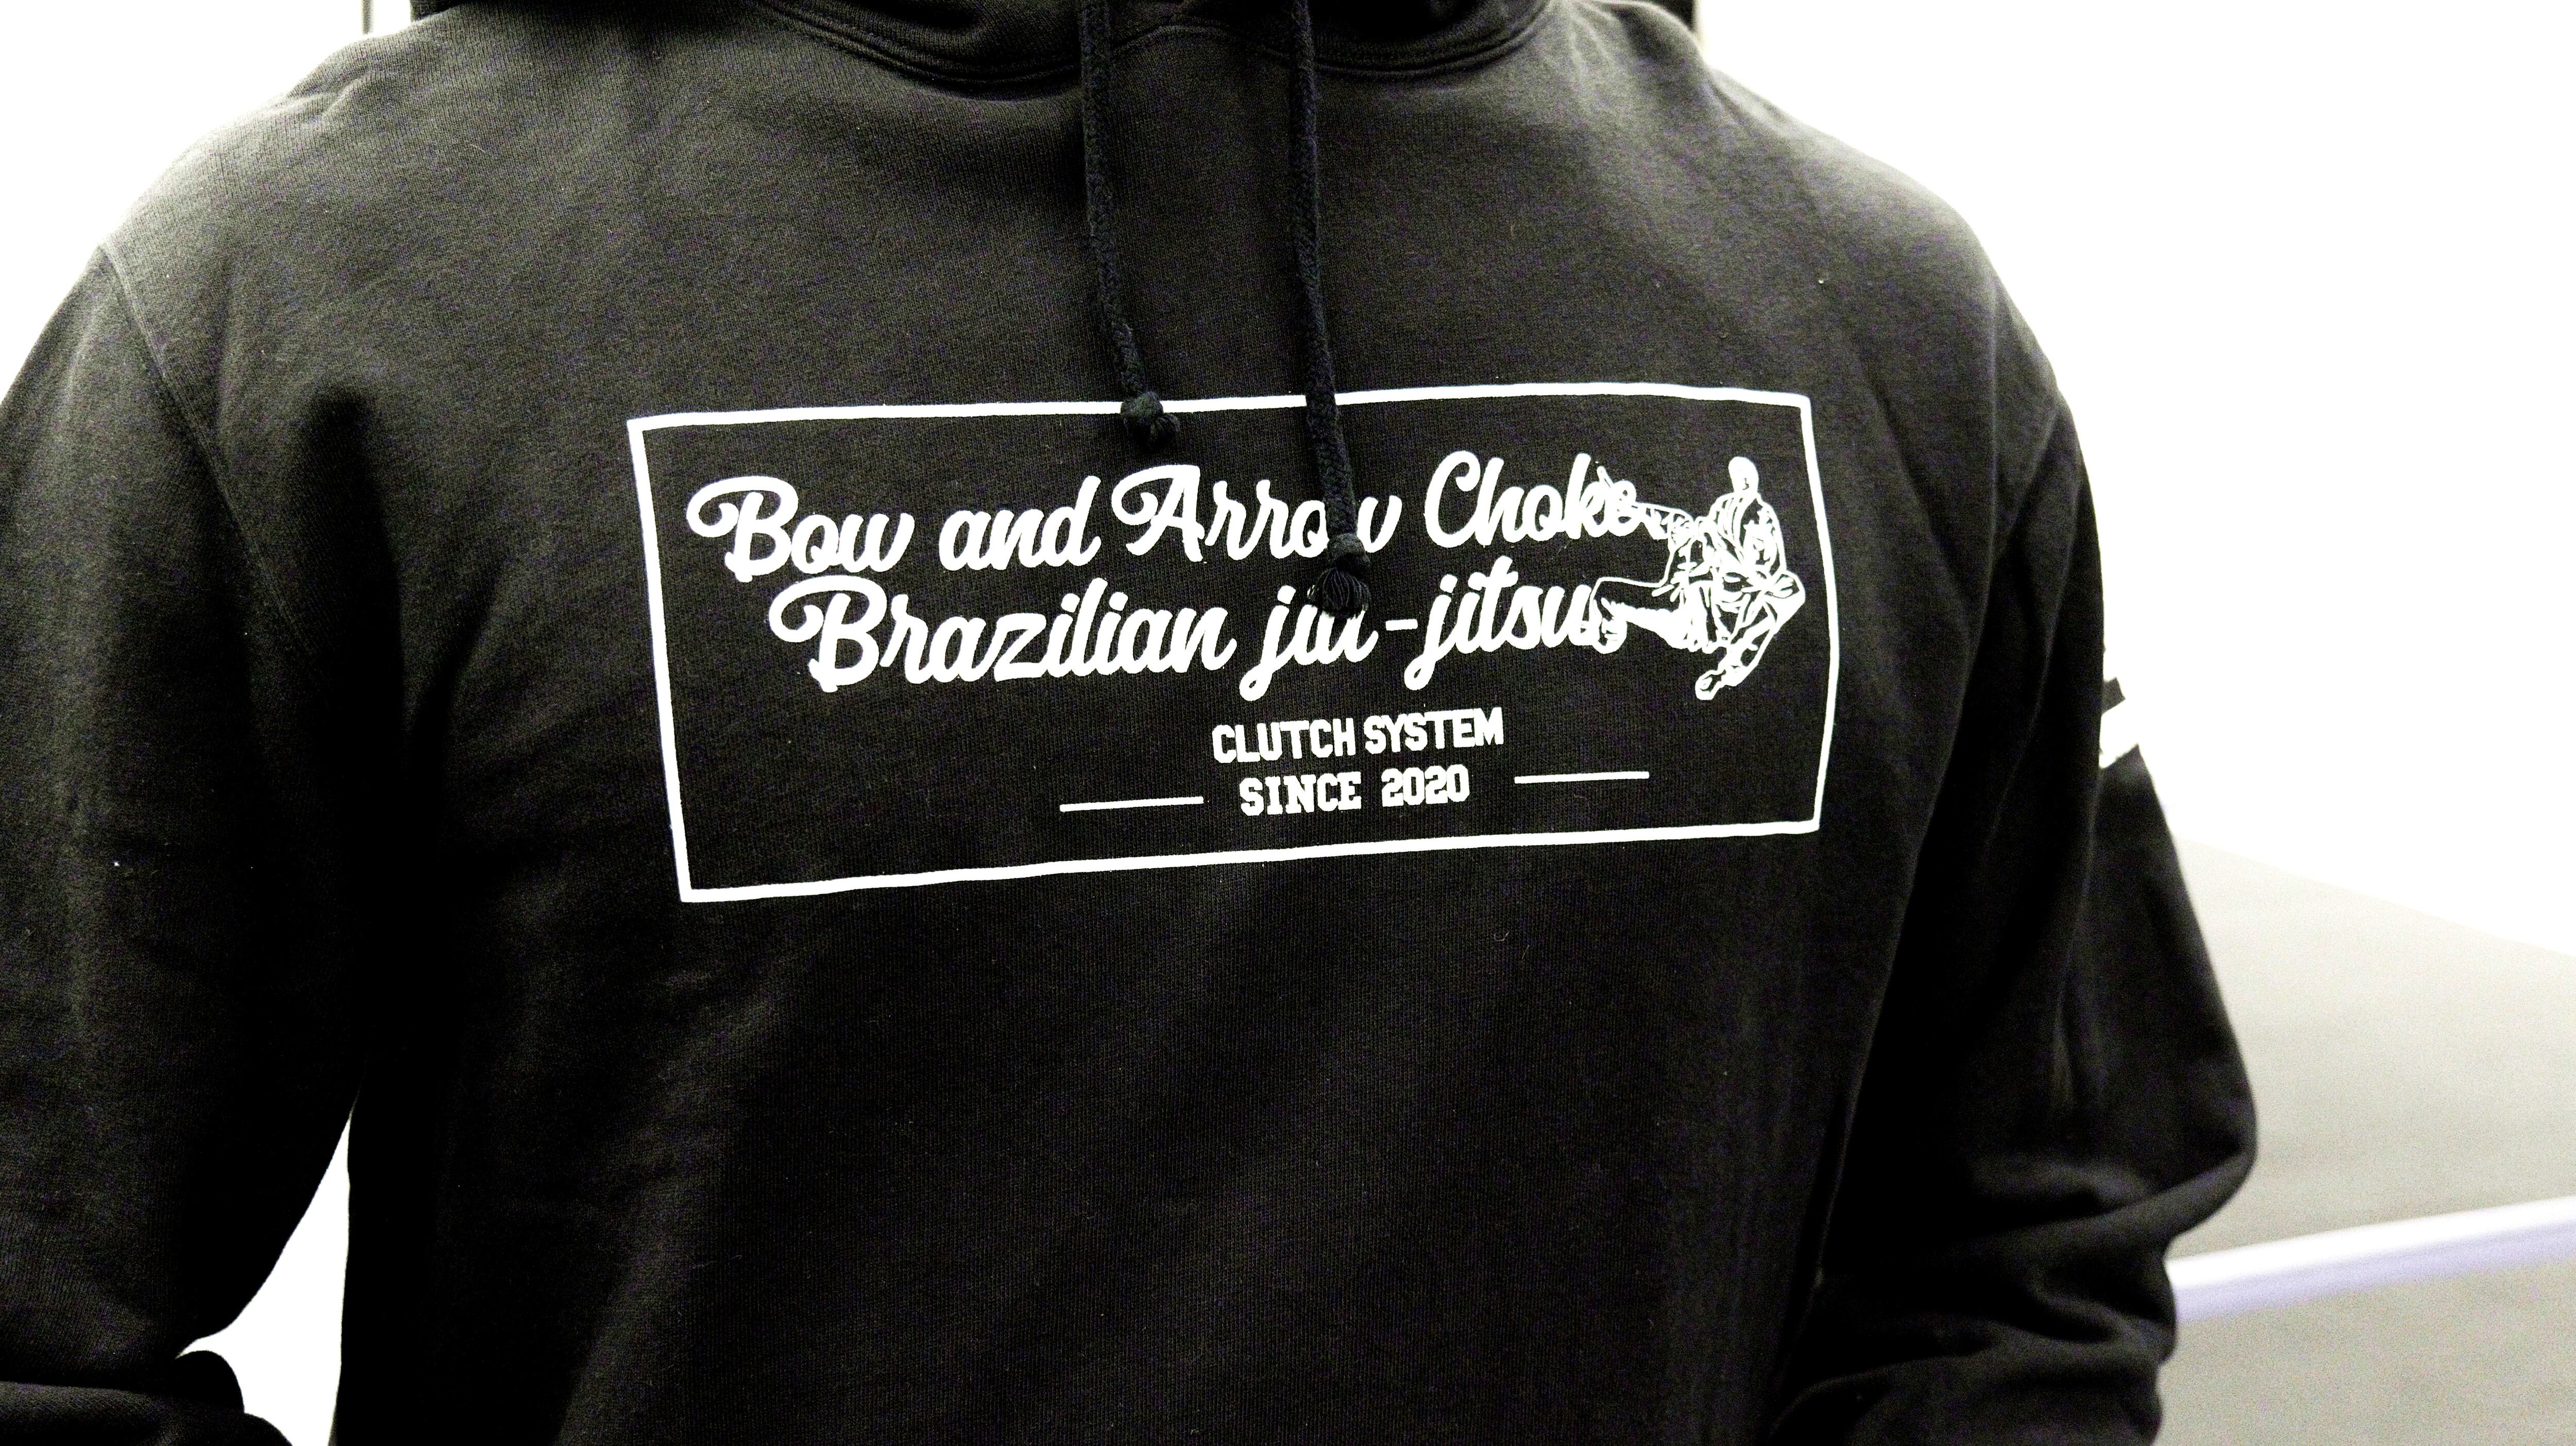 Bow and Arrow Choke
Brazilian jiu-jitsu
CLUTCH SYSTEM
SINCE 2020